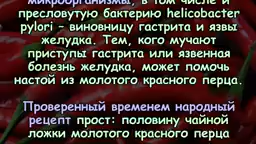 микроорганизмы, в том числе и
пресловутую бактерию helicobacter
pylori – виновницу гастрита и язвы
желудка. Тем, кого мучают
приступы гастрита или язвенная
болезнь желудка, может помочь
настой из молотого красного перца.
Проверенный временем народный
рецепт прост: половину чайной
ложки молотого красного перца